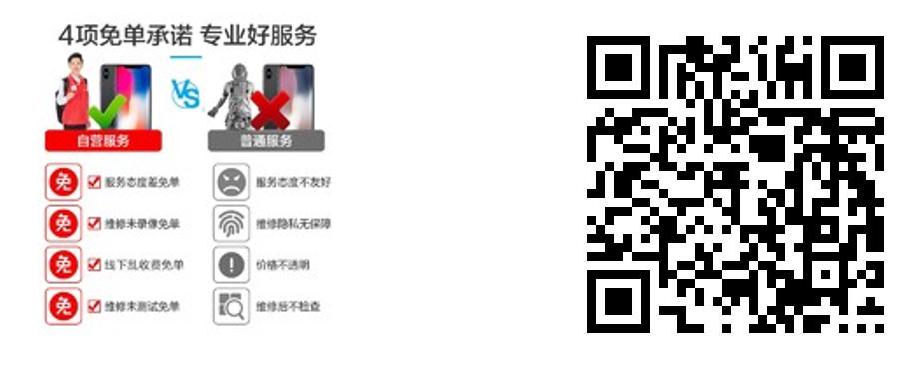 4项免单承诺 专业好服务
VS
自营服务
普通服务
免 服务态度差免单
服务态度不友好
免 维修未录像免单
维修隐私无保障
免 线下乱收费免单
价格不透明
免 维修未测试免单
维修后不检查